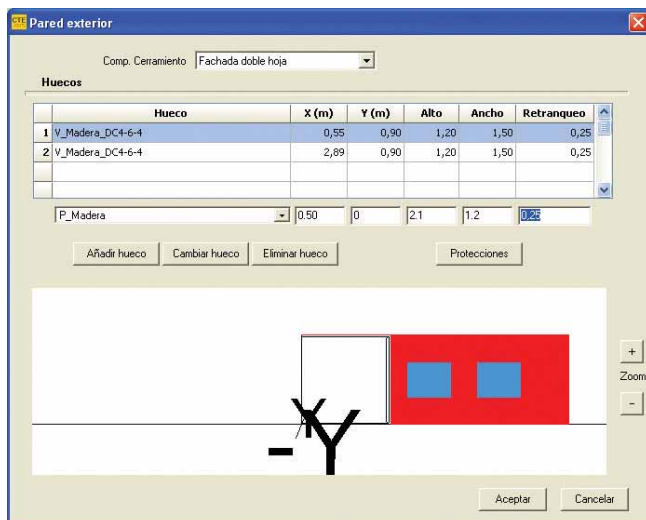 CTE Pared exterior
Comp. Cerramiento Fachada doble hoja
Huecos
Hueco X (m) Y (m) Alto Ancho Retranqueo
1 V_Madera_DC4-6-4 0,55 0,90 1,20 1,50 0,25
2 V_Madera_DC4-6-4 2,89 0,90 1,20 1,50 0,25
P_Madera 0.50 0 2.1 1.2 0,25
Añadir hueco Cambiar hueco Eliminar hueco Protecciones
+
Zoom
-
Y
- Y
Aceptar Cancelar